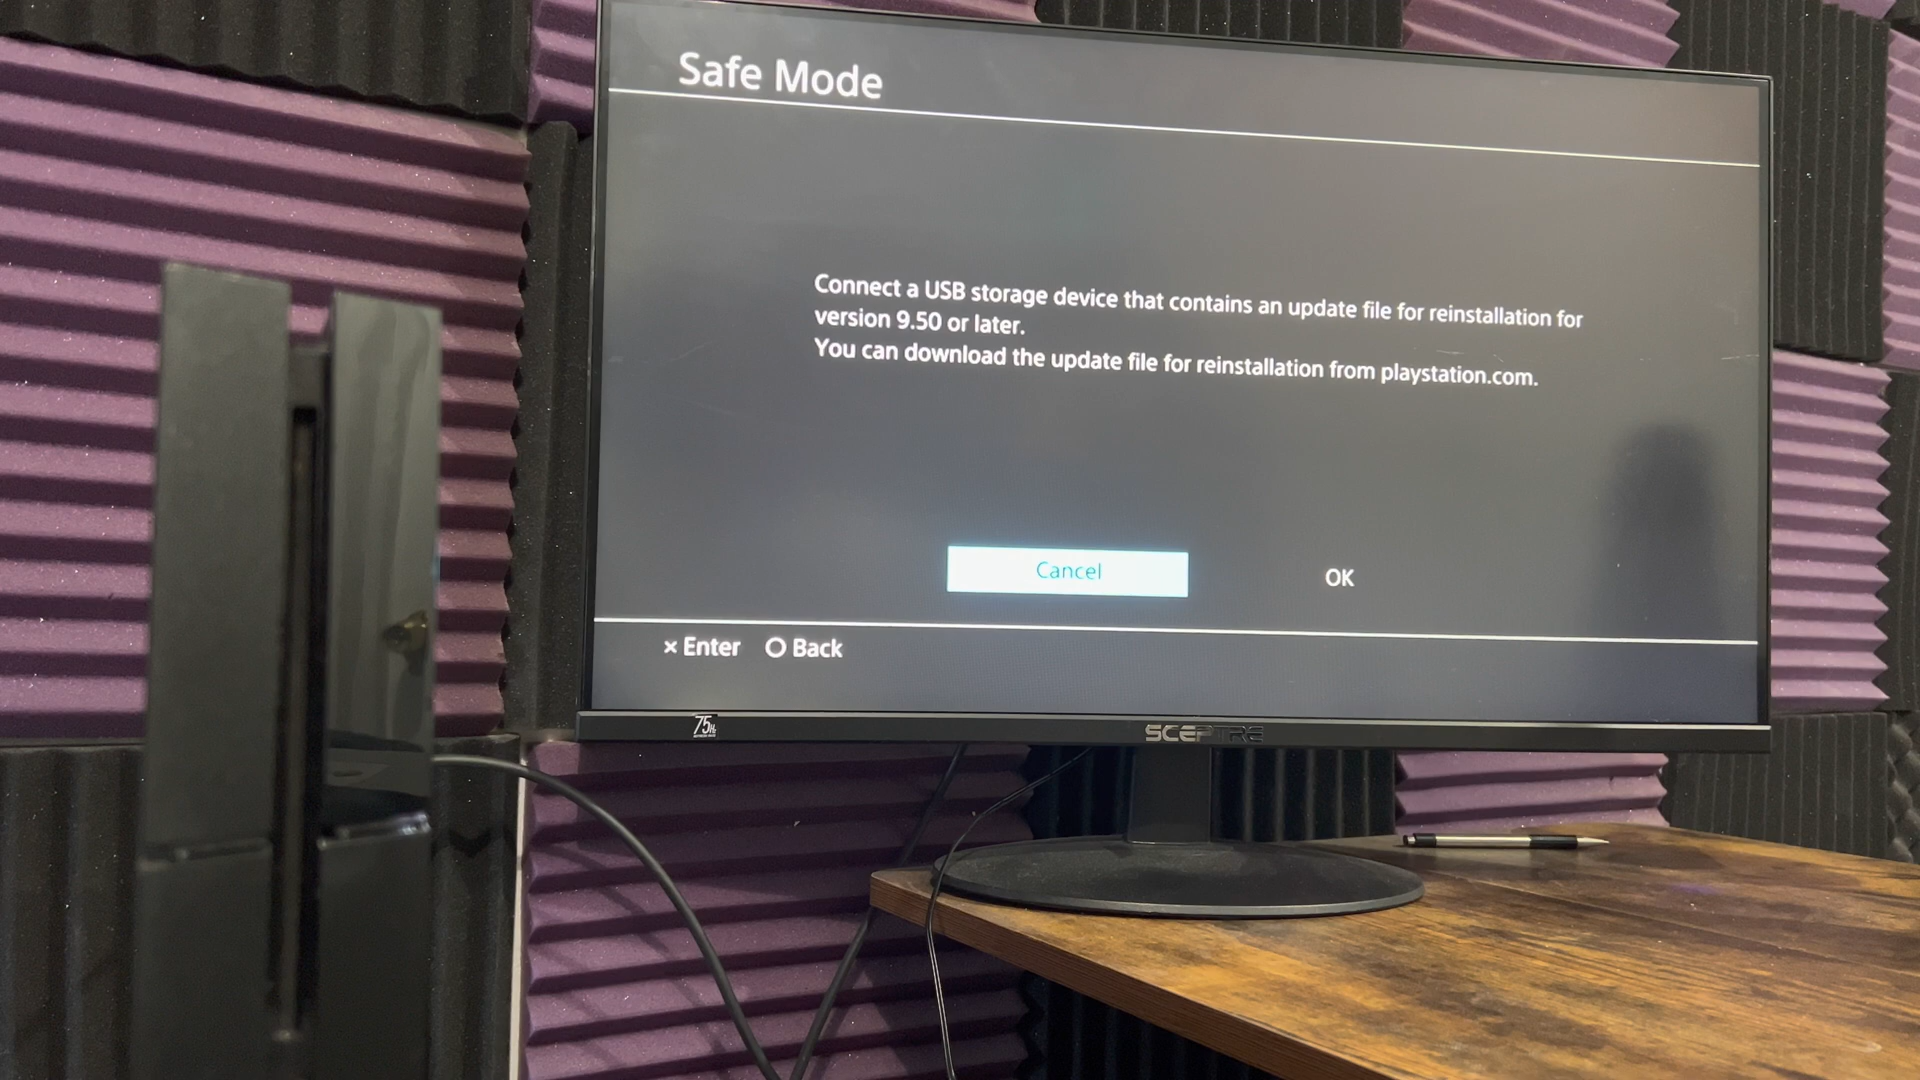 Safe Mode
Connect a USB storage device that contains an update file for reinstallation for
version 9.50 or later.
You can download the update file for reinstallation from playstation.com.
Cancel
OK
× Enter O Back
75Hz
SCEPTRE